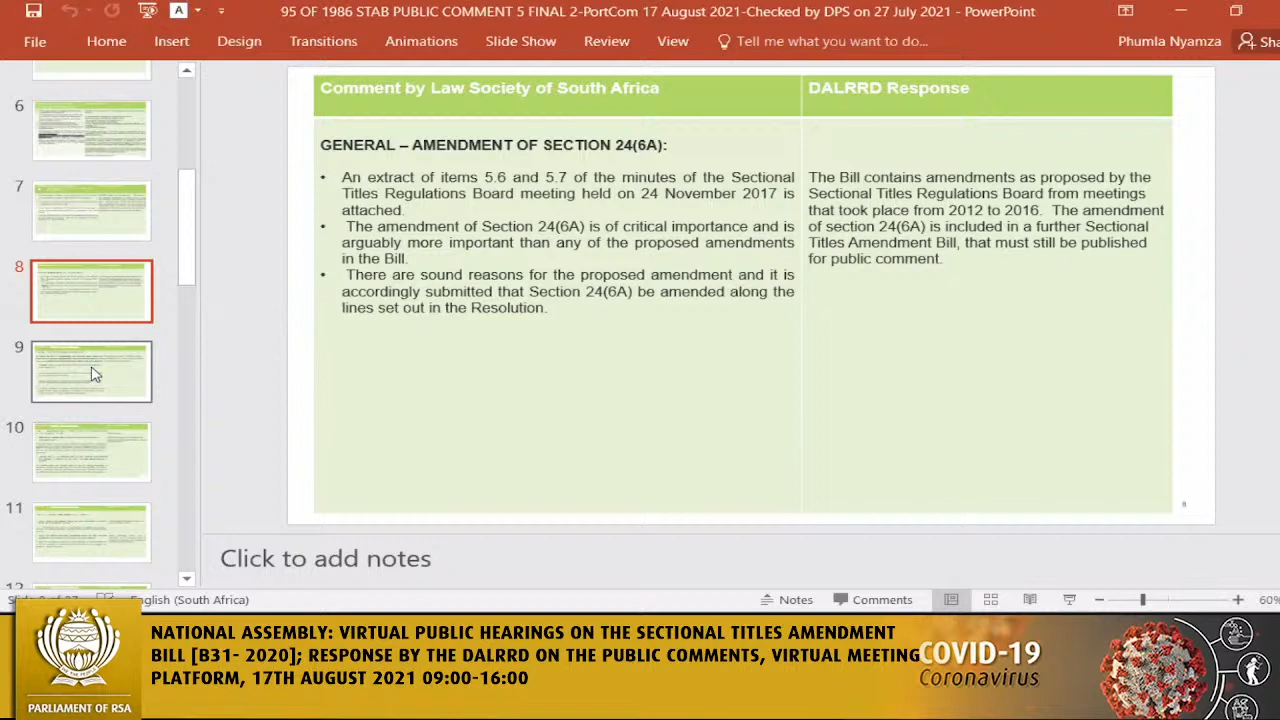 95 OF 1986 STAB PUBLIC COMMENT 5 FINAL 2-PortCom 17 August 2021-Checked by DPS on 27 July 2021 - PowerPoint
File Home Insert Design Transitions Animations Slide Show Review View Tell me what you want to do... Phumla Nyamza Sha
6
7
8
9
10
11
Comment by Law Society of South Africa
DALRRD Response
GENERAL – AMENDMENT OF SECTION 24(6A):
• An extract of items 5.6 and 5.7 of the minutes of the Sectional
Titles Regulations Board meeting held on 24 November 2017 is
attached.
• The amendment of Section 24(6A) is of critical importance and is
arguably more important than any of the proposed amendments
in the Bill.
• There are sound reasons for the proposed amendment and it is
accordingly submitted that Section 24(6A) be amended along the
lines set out in the Resolution.
The Bill contains amendments as proposed by the
Sectional Titles Regulations Board from meetings
that took place from 2012 to 2016. The amendment
of section 24(6A) is included in a further Sectional
Titles Amendment Bill, that must still be published
for public comment.
8
Click to add notes
English (South Africa) Notes Comments 60%
NATIONAL ASSEMBLY: VIRTUAL PUBLIC HEARINGS ON THE SECTIONAL TITLES AMENDMENT
BILL [B31- 2020]; RESPONSE BY THE DALRRD ON THE PUBLIC COMMENTS, VIRTUAL MEETING
PLATFORM, 17TH AUGUST 2021 09:00-16:00
PARLIAMENT OF RSA
COVID-19
Coronavirus